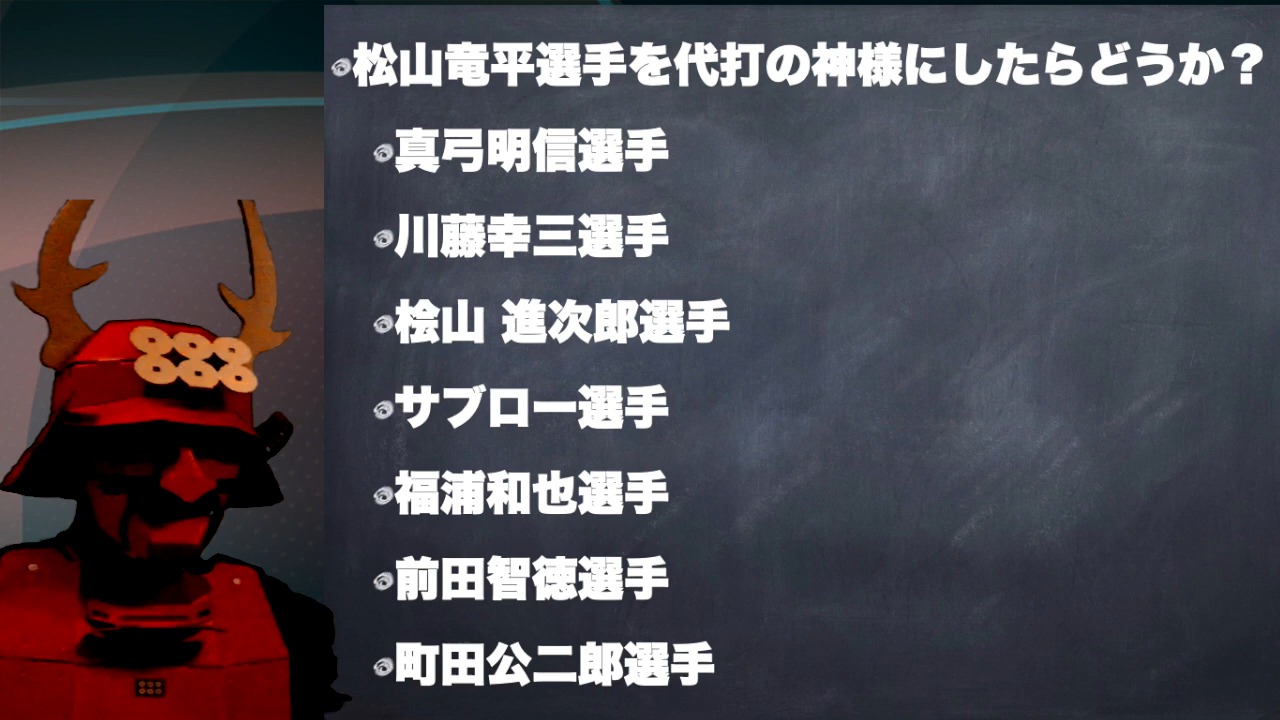 松山竜平選手を代打の神様にしたらどうか？
真弓明信選手
川藤幸三選手
桧山 進次郎選手
サブロー選手
福浦和也選手
前田智徳選手
町田公二郎選手